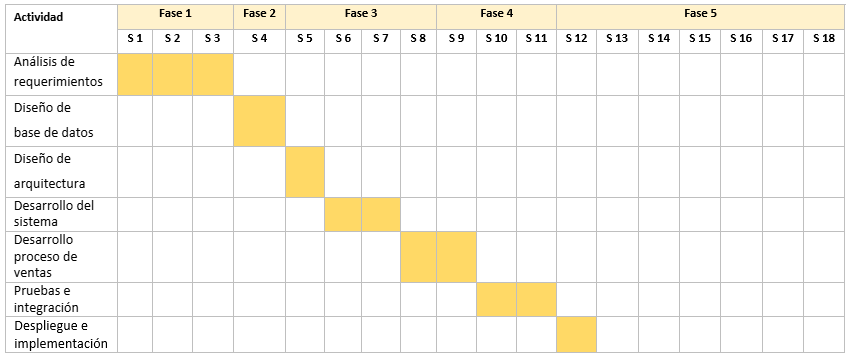 Actividad
Fase 1 Fase 2 Fase 3 Fase 4 Fase 5
S 1 S 2 S 3 S 4 S 5 S 6 S 7 S 8 S 9 S 10 S 11 S 12 S 13 S 14 S 15 S 16 S 17 S 18
Análisis de
requerimientos
Diseño de
base de datos
Diseño de
arquitectura
Desarrollo del
sistema
Desarrollo
proceso de
ventas
Pruebas e
integración
Despliegue e
implementación